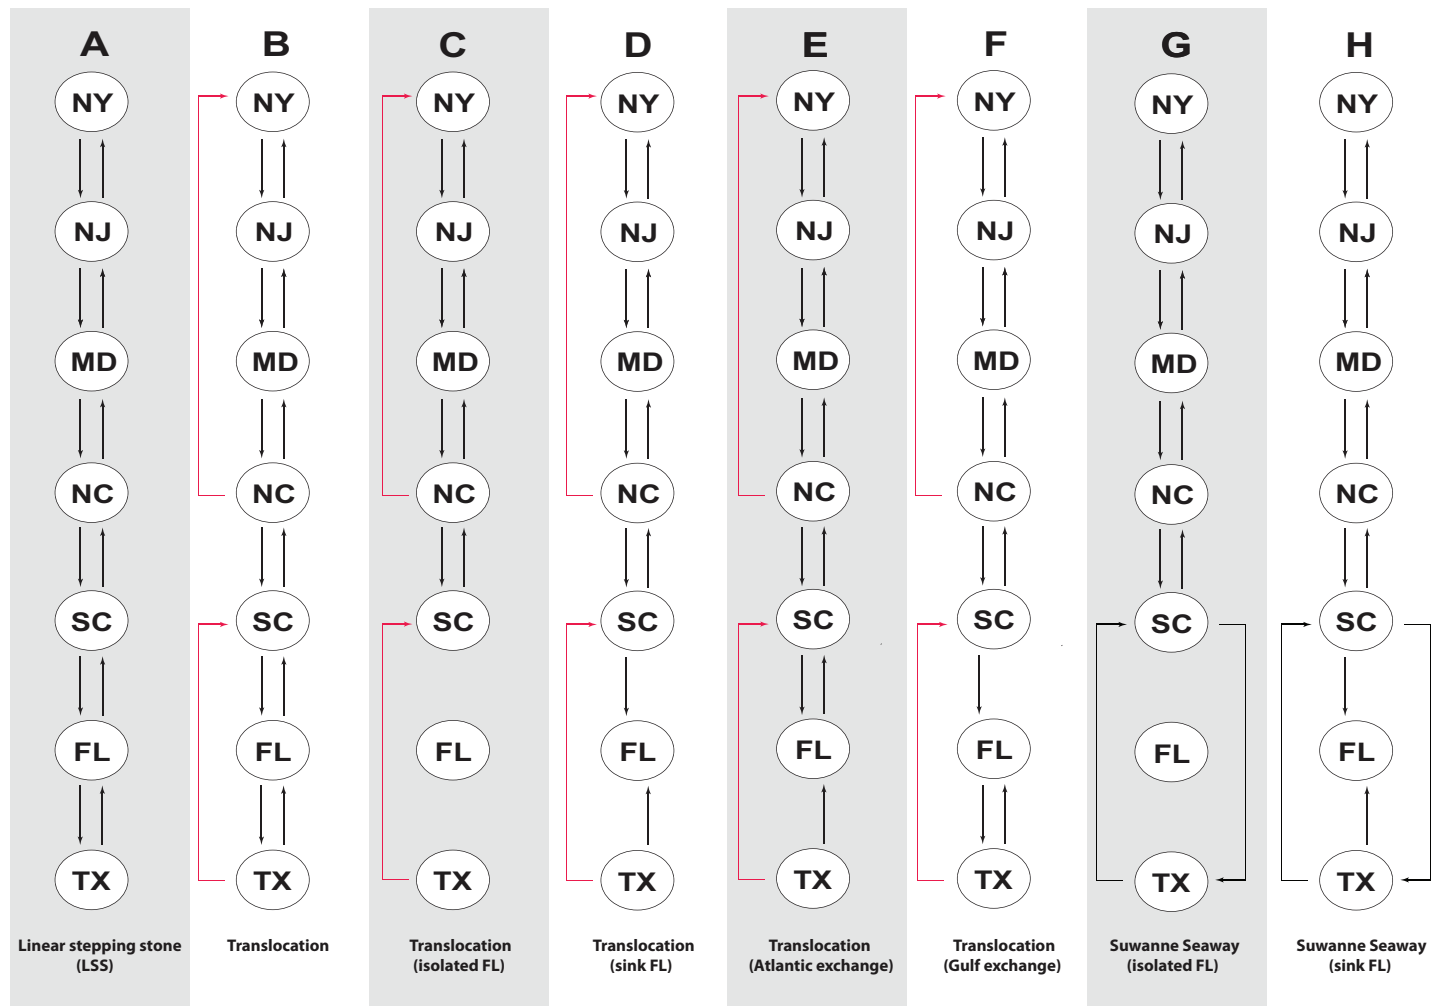 A B C D E F G H
NY NY NY NY NY NY NY NY
NJ NJ NJ NJ NJ NJ NJ NJ
MD MD MD MD MD MD MD MD
NC NC NC NC NC NC NC NC
SC SC SC SC SC SC SC SC
FL FL FL FL FL FL FL FL
TX TX TX TX TX TX TX TX
Linear stepping stone
(LSS)
Translocation
Translocation
(isolated FL)
Translocation
(sink FL)
Translocation
(Atlantic exchange)
Translocation
(Gulf exchange)
Suwanne Seaway
(isolated FL)
Suwanne Seaway
(sink FL)